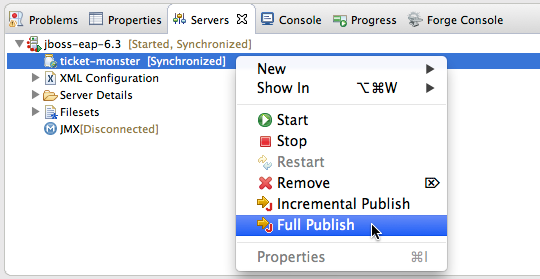 Problems Properties Servers Console Progress Forge Console
jboss-eap-6.3 [Started, Synchronized]
ticket-monster [Synchronized]
XML Configuration
Server Details
Filesets
JMX[Disconnected]
New
Show In ⌥⌘W
Start
Stop
Restart
Remove ⌦
Incremental Publish
Full Publish
Properties ⌘I